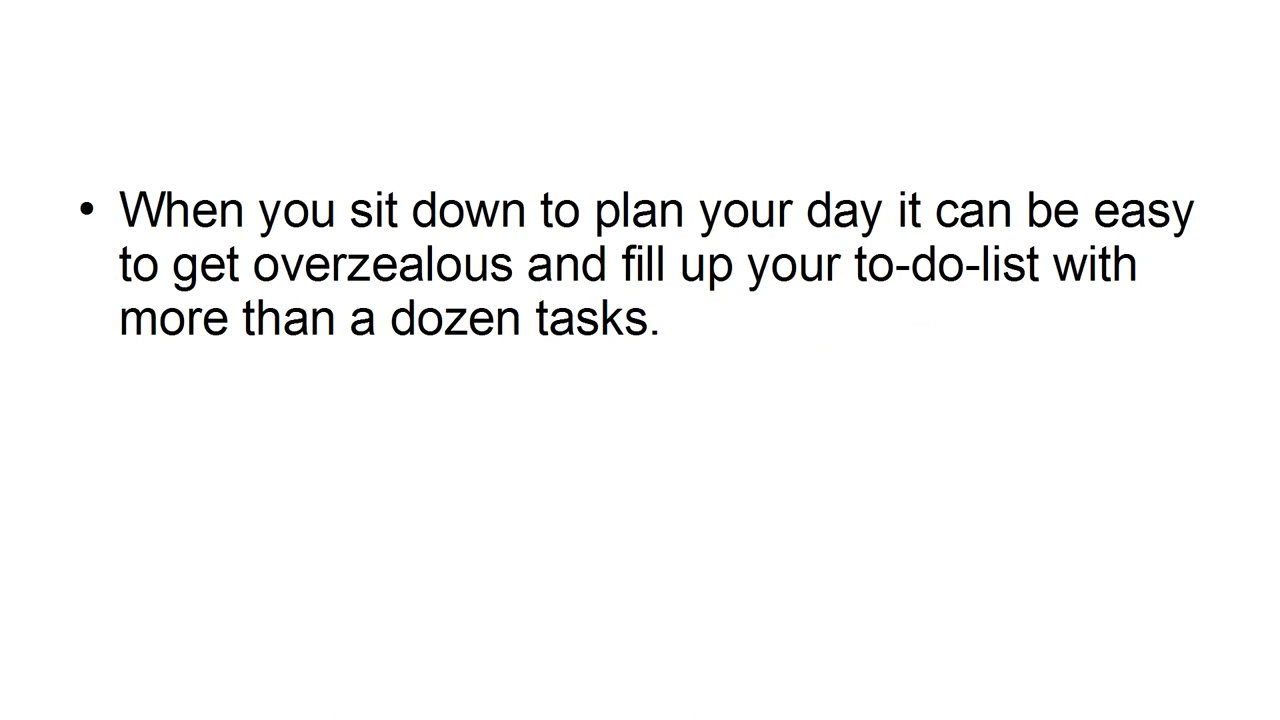 • When you sit down to plan your day it can be easy
to get overzealous and fill up your to-do-list with
more than a dozen tasks.